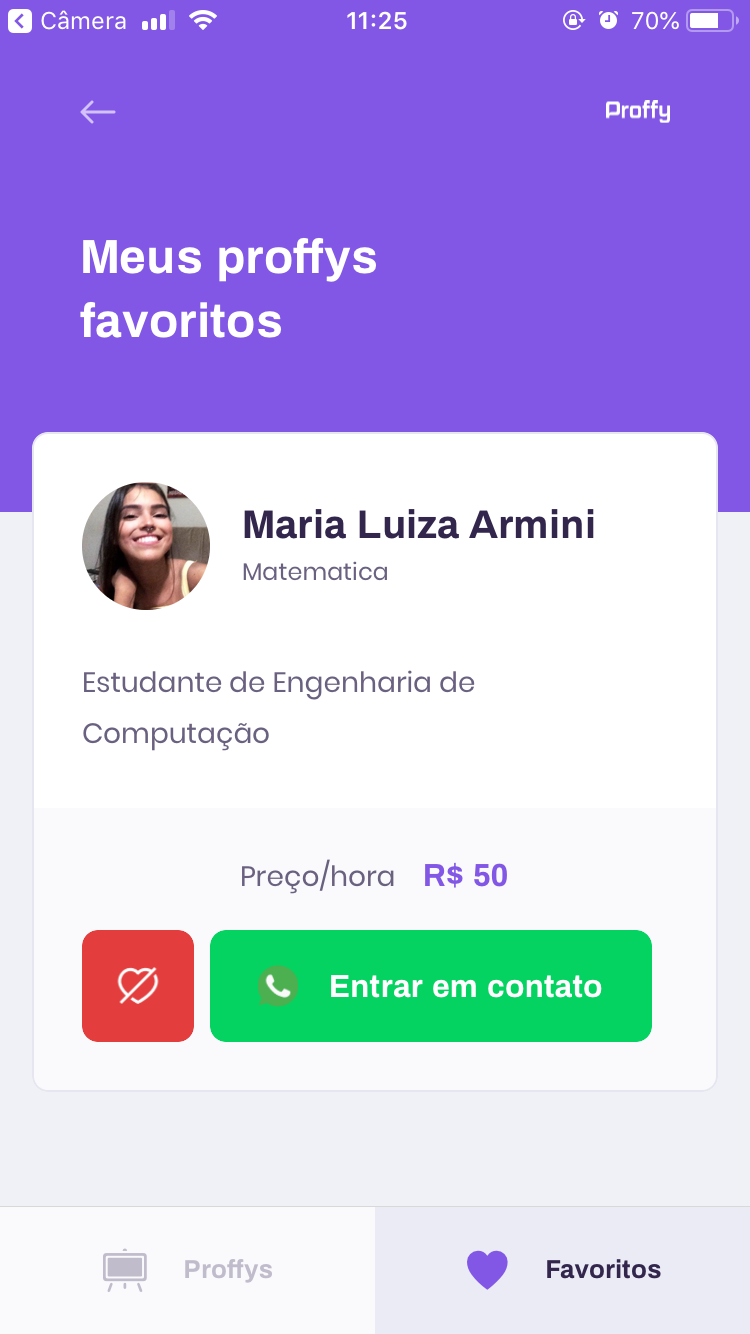 Câmera 11:25 70%
Proffy
Meus proffys
favoritos
Maria Luiza Armini
Matematica
Estudante de Engenharia de
Computação
Preço/hora R$ 50
Entrar em contato
Proffys Favoritos